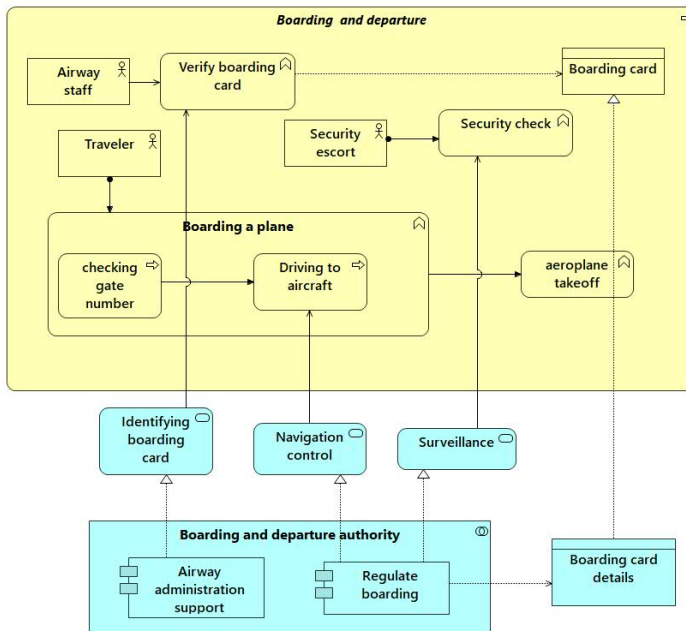 Boarding and departure
Airway
staff
Verify boarding
card
Boarding card
Traveler
Security
escort
Security check
Boarding a plane
checking
gate
number
Driving to
aircraft
aeroplane
takeoff
Identifying
boarding
card
Navigation
control
Surveillance
Boarding and departure authority
Airway
administration
support
Regulate
boarding
Boarding card
details